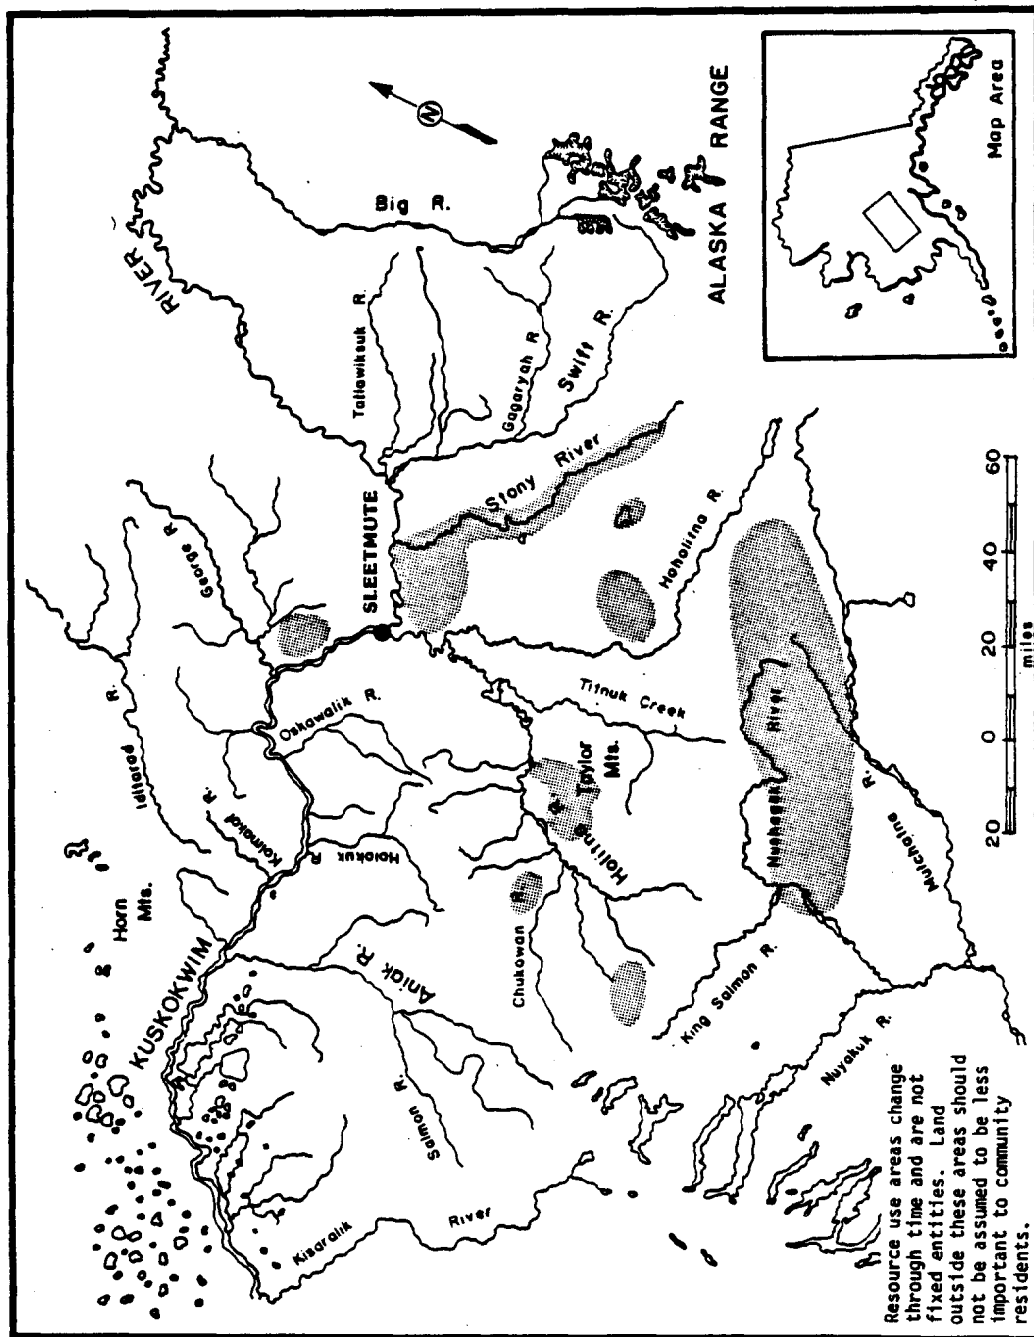 KUSKOKWIM
RIVER
Horn
Mts.
Iditarod R.
George R.
Kolmakof R.
Oskawalik R.
Holokuk R.
Aniak R.
Salmon R.
Kisaralik
River
SLEETMUTE
Tatlawiksuk R.
Big R.
Gagaryah R
Swift R.
Stony River
N
ALASKA RANGE
Hoholitna R.
Titnuk Creek
Taylor
Mts.
Holitna R.
Chukowan R.
King Salmon R.
Nushagak River
Mulchatna R.
Nuyakuk R.
Map Area
20 0 20 40 60
miles
Resource use areas change
through time and are not
fixed entities. Land
outside these areas should
not be assumed to be less
important to community
residents.